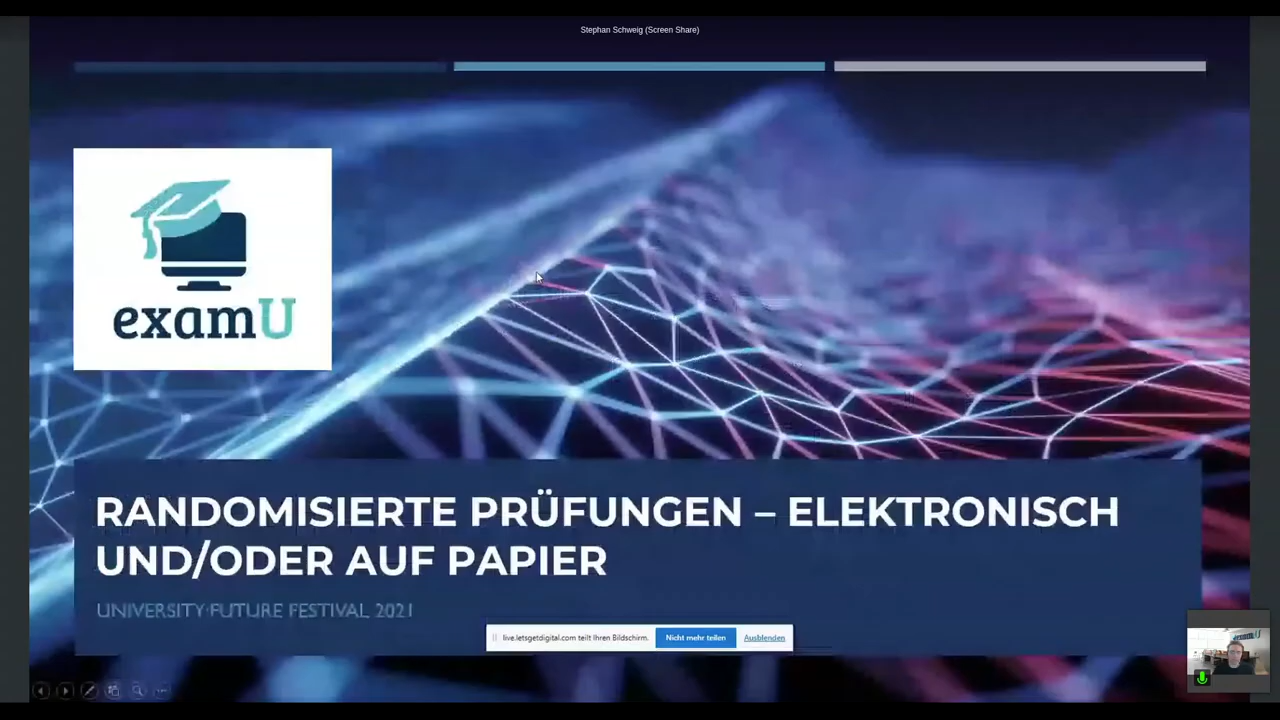 Stephan Schweig (Screen Share)
examU
RANDOMISIERTE PRÜFUNGEN – ELEKTRONISCH
UND/ODER AUF PAPIER
UNIVERSITY:FUTURE FESTIVAL 2021
live.letsgetdigital.com teilt Ihren Bildschirm. Nicht mehr teilen Ausblenden
examU